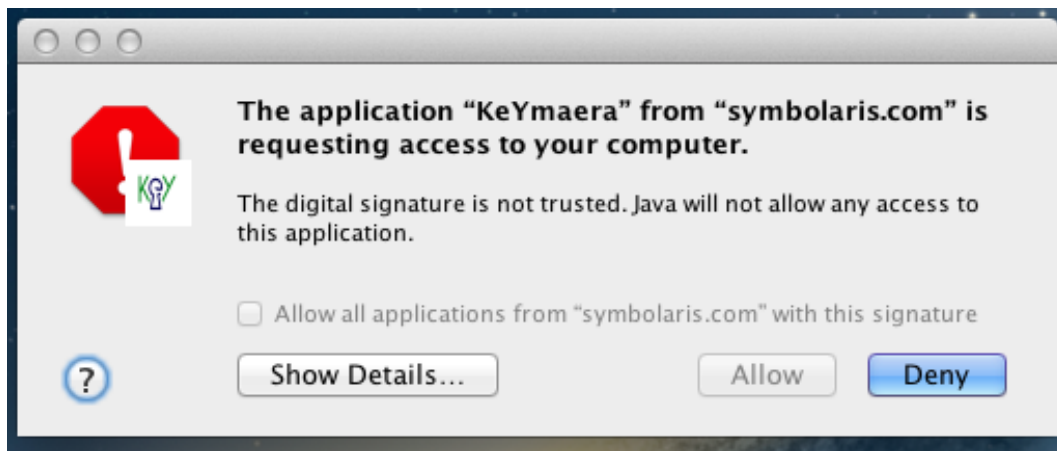 The application “KeYmaera” from “symbolaris.com” is
requesting access to your computer.
KeY
The digital signature is not trusted. Java will not allow any access to
this application.
Allow all applications from “symbolaris.com” with this signature
?
Show Details...
Allow
Deny